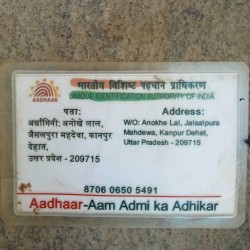 भारतीय विशिष्ट पहचान प्राधिकरण
UNIQUE IDENTIFICATION AUTHORITY OF INDIA
AADHAAR
पता:
अर्धांगिनी: अनोखे लाल,
जैसलपुरा महदेवा, कानपुर
देहात,
उत्तर प्रदेश - 209715
Address:
W/O: Anokhe Lal, Jaisalpura
Mahdewa, Kanpur Dehat,
Uttar Pradesh - 209715
8706 0650 5491
Aadhaar-Aam Admi ka Adhikar